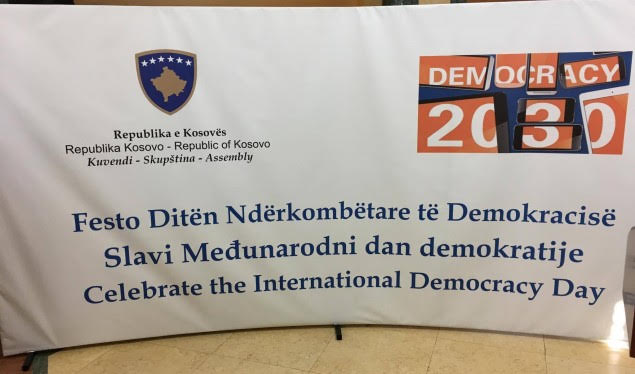 Republika e Kosovës
Republika Kosovo - Republic of Kosovo
Kuvendi - Skupština - Assembly
DEMOCRACY
2030
Festo Ditën Ndërkombëtare të Demokracisë
Slavi Međunarodni dan demokratije
Celebrate the International Democracy Day